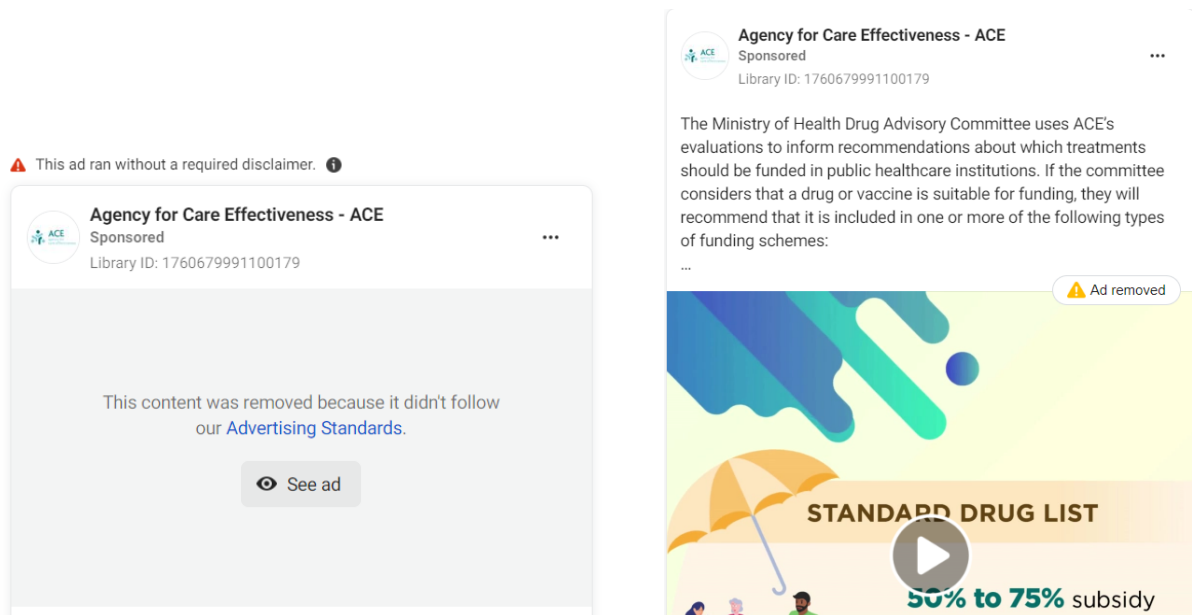 This ad ran without a required disclaimer.
Agency for Care Effectiveness - ACE
Sponsored
Library ID: 1760679991100179
ACE
This content was removed because it didn't follow
our Advertising Standards.
See ad
Agency for Care Effectiveness - ACE
Sponsored
Library ID: 1760679991100179
ACE
The Ministry of Health Drug Advisory Committee uses ACE's
evaluations to inform recommendations about which treatments
should be funded in public healthcare institutions. If the committee
considers that a drug or vaccine is suitable for funding, they will
recommend that it is included in one or more of the following types
of funding schemes:
...
Ad removed
STANDARD DRUG LIST
50% to 75% subsidy